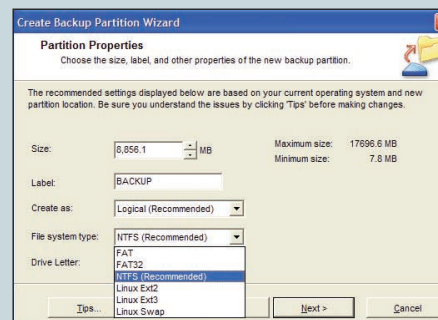 Create Backup Partition Wizard
Partition Properties
Choose the size, label, and other properties of the new backup partition.
The recommended settings displayed below are based on your current operating system and new
partition location. Be sure you understand the issues by clicking 'Tips' before making changes.
Size: 8,856.1 MB Maximum size: 17696.6 MB
Minimum size: 7.8 MB
Label: BACKUP
Create as: Logical (Recommended)
File system type: NTFS (Recommended)
FAT
FAT32
Drive Letter: NTFS (Recommended)
Linux Ext2
Linux Ext3
Linux Swap
Tips... Next > Cancel